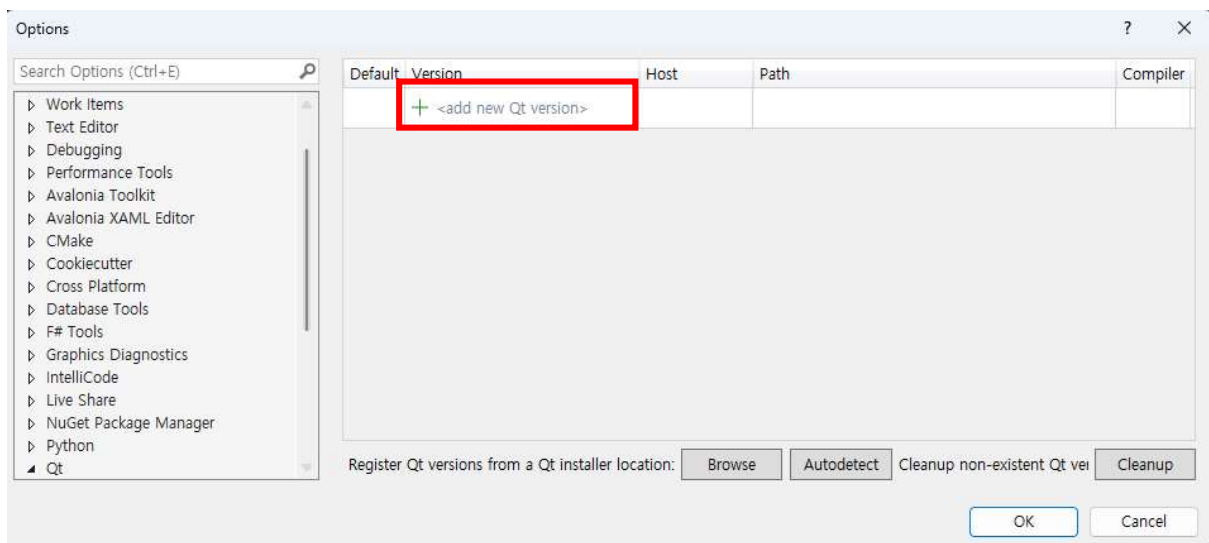 Options
?
Search Options (Ctrl+E)
Work Items
Text Editor
Debugging
Performance Tools
Avalonia Toolkit
Avalonia XAML Editor
CMake
Cookiecutter
Cross Platform
Database Tools
F# Tools
Graphics Diagnostics
IntelliCode
Live Share
NuGet Package Manager
Python
Qt
Default Version Host Path Compiler
<add new Qt version>
Register Qt versions from a Qt installer location: Browse Autodetect Cleanup non-existent Qt ver Cleanup
OK Cancel